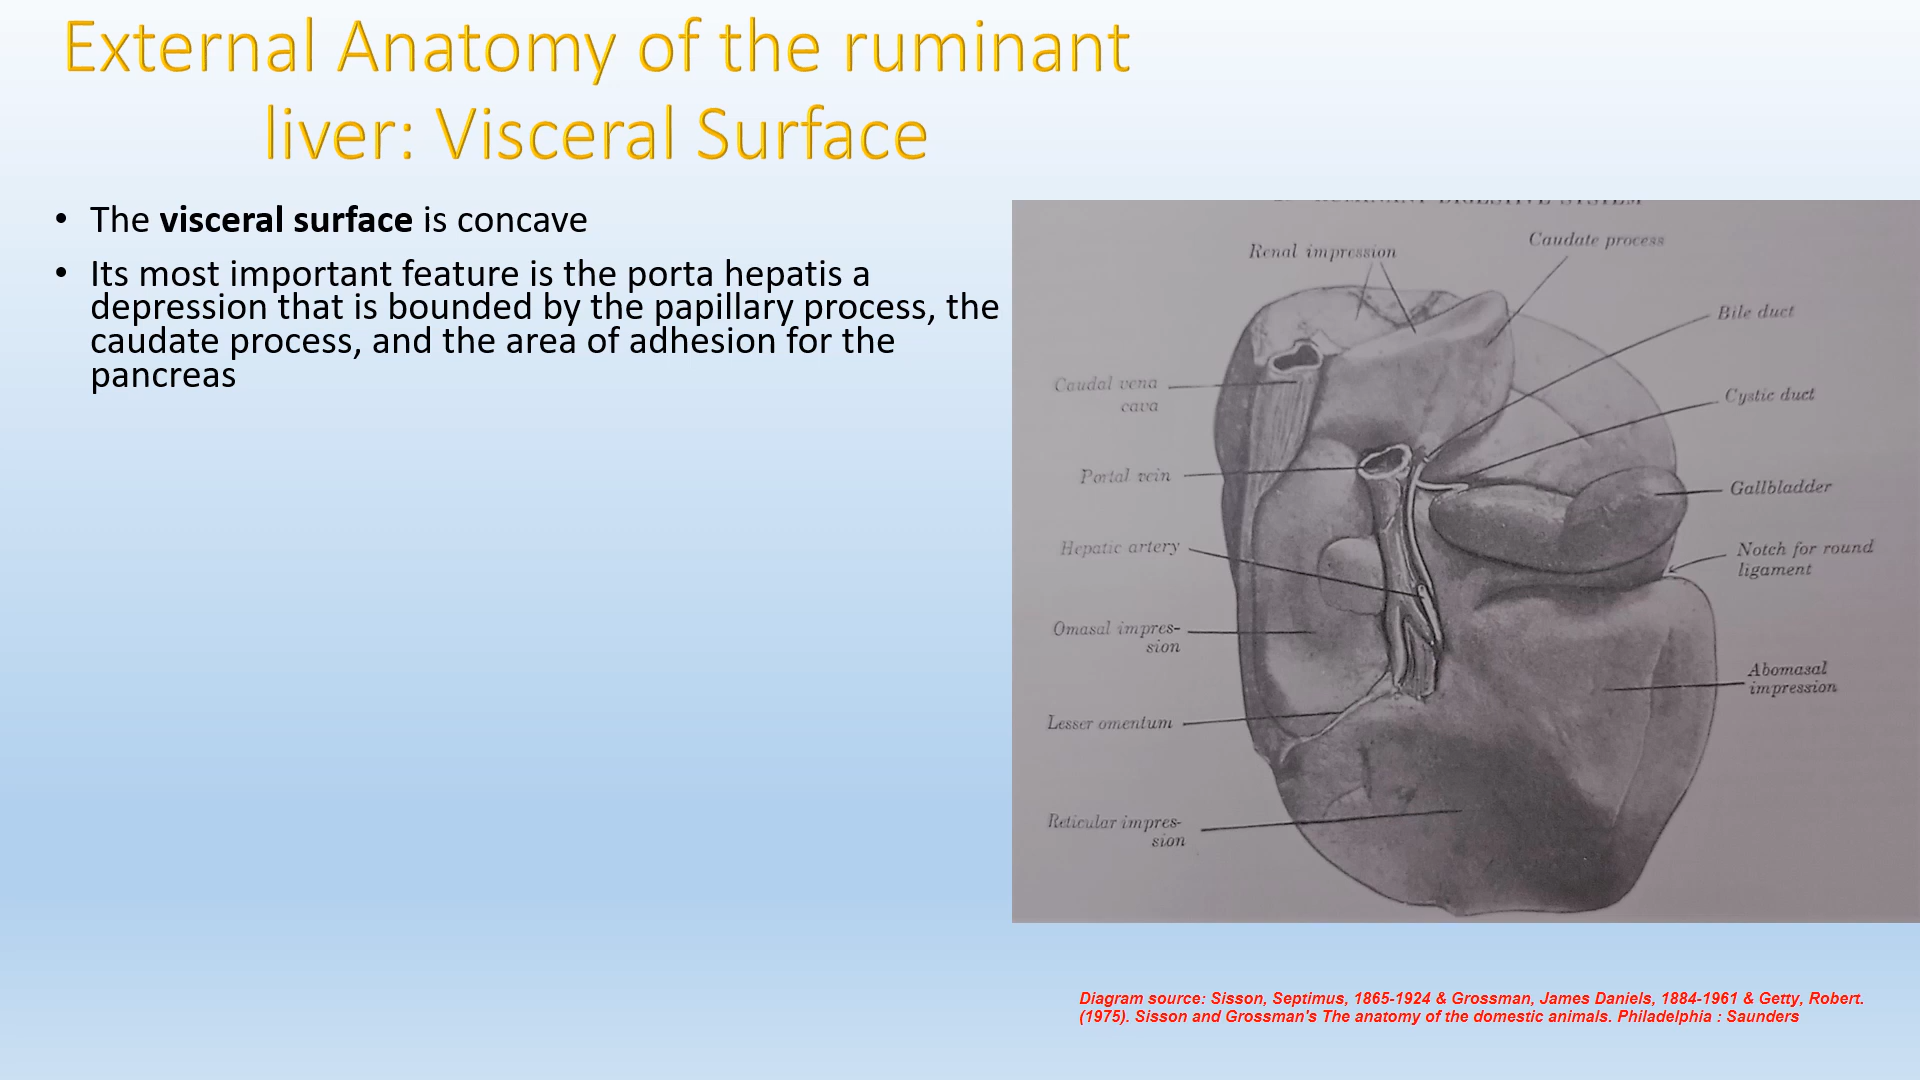 External Anatomy of the ruminant
liver: Visceral Surface
• The visceral surface is concave
• Its most important feature is the porta hepatis a
depression that is bounded by the papillary process, the
caudate process, and the area of adhesion for the
pancreas
Renal impression
Caudate process
Bile duct
Caudal vena
cava
Cystic duct
Portal vein
Gallbladder
Hepatic artery
Notch for round
ligament
Omasal impres-
sion
Abomasal
impression
Lesser omentum
Reticular impres-
sion
Diagram source: Sisson, Septimus, 1865-1924 & Grossman, James Daniels, 1884-1961 & Getty, Robert.
(1975). Sisson and Grossman's The anatomy of the domestic animals. Philadelphia : Saunders